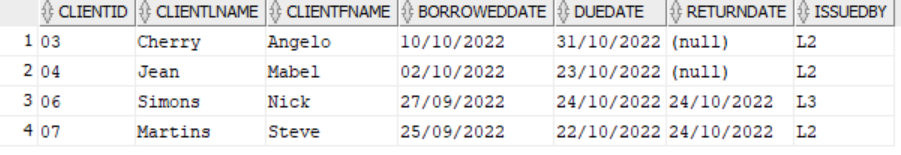 CLIENTID CLIENTLNAME CLIENTFNAME BORROWEDDATE DUEDATE RETURNDATE ISSUEDBY
1 03 Cherry Angelo 10/10/2022 31/10/2022 (null) L2
2 04 Jean Mabel 02/10/2022 23/10/2022 (null) L2
3 06 Simons Nick 27/09/2022 24/10/2022 24/10/2022 L3
4 07 Martins Steve 25/09/2022 22/10/2022 24/10/2022 L2